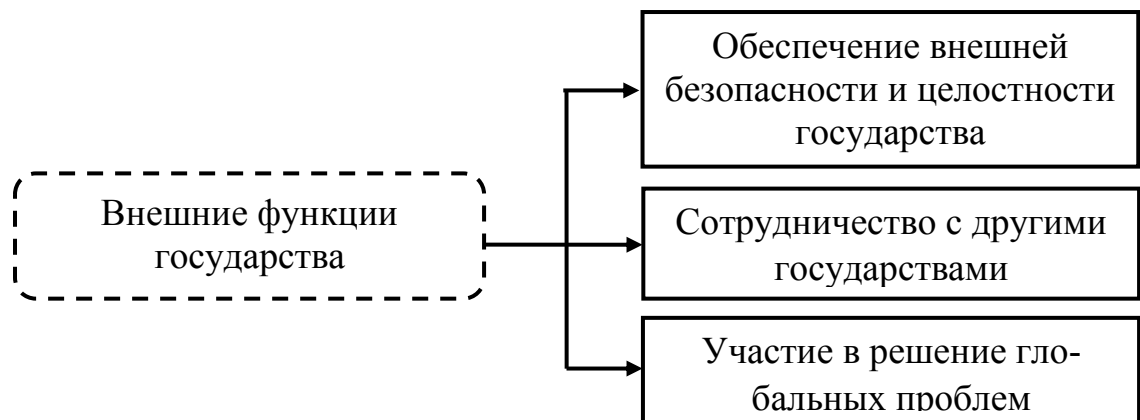 Обеспечение внешней
безопасности и целостности
государства
Внешние функции
государства
Сотрудничество с другими
государствами
Участие в решение гло-
бальных проблем